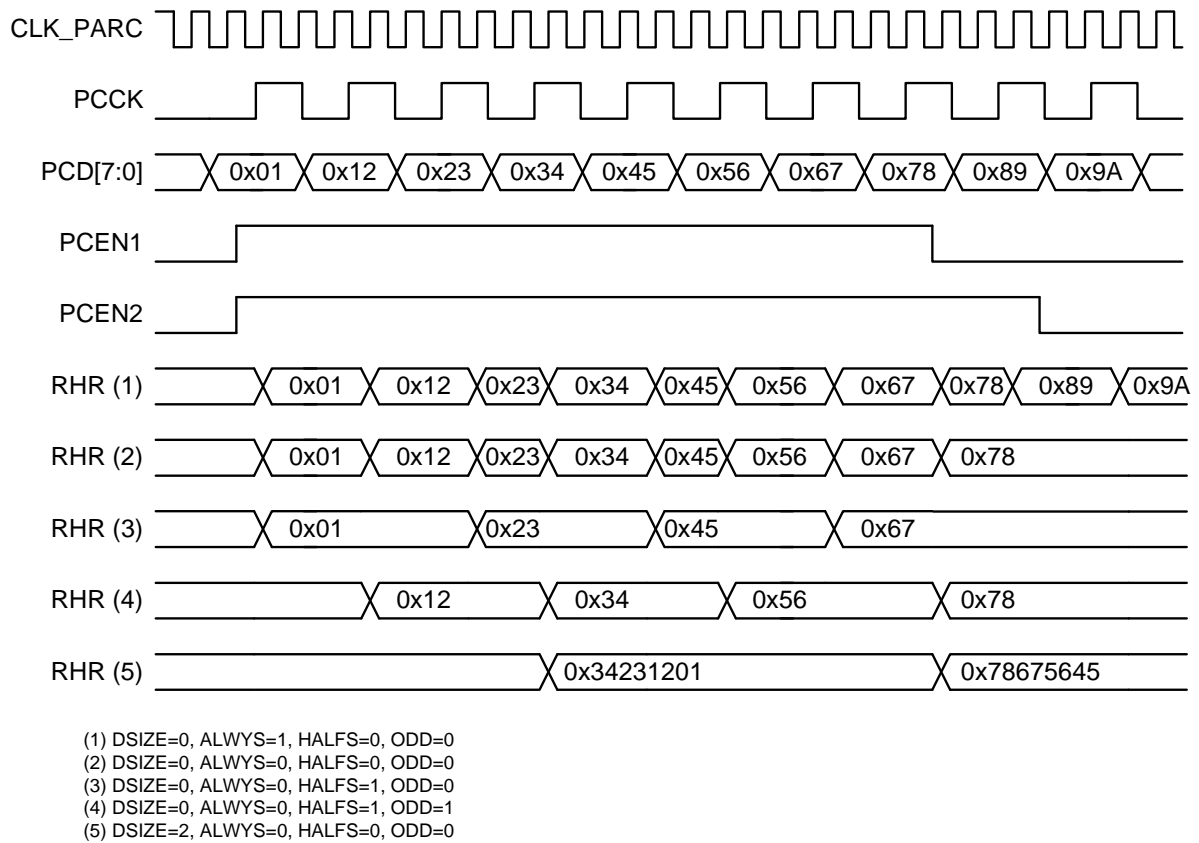 CLK_PARC
PCCK
PCD[7:0] 0x01 0x12 0x23 0x34 0x45 0x56 0x67 0x78 0x89 0x9A
PCEN1
PCEN2
RHR (1) 0x01 0x12 0x23 0x34 0x45 0x56 0x67 0x78 0x89 0x9A
RHR (2) 0x01 0x12 0x23 0x34 0x45 0x56 0x67 0x78
RHR (3) 0x01 0x23 0x45 0x67
RHR (4) 0x12 0x34 0x56 0x78
RHR (5) 0x34231201 0x78675645
(1) DSIZE=0, ALWYS=1, HALFS=0, ODD=0
(2) DSIZE=0, ALWYS=0, HALFS=0, ODD=0
(3) DSIZE=0, ALWYS=0, HALFS=1, ODD=0
(4) DSIZE=0, ALWYS=0, HALFS=1, ODD=1
(5) DSIZE=2, ALWYS=0, HALFS=0, ODD=0